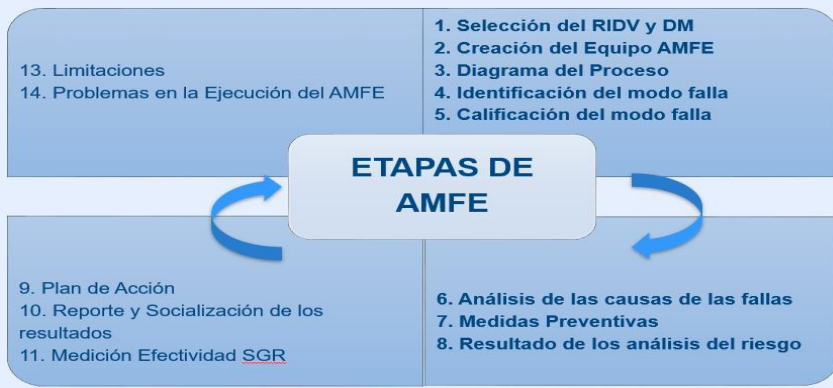 1. Selección del RIDV y DM
2. Creación del Equipo AMFE
3. Diagrama del Proceso
4. Identificación del modo falla
5. Calificación del modo falla
13. Limitaciones
14. Problemas en la Ejecución del AMFE
ETAPAS DE
AMFE
6. Análisis de las causas de las fallas
7. Medidas Preventivas
8. Resultado de los análisis del riesgo
9. Plan de Acción
10. Reporte y Socialización de los
resultados
11. Medición Efectividad SGR